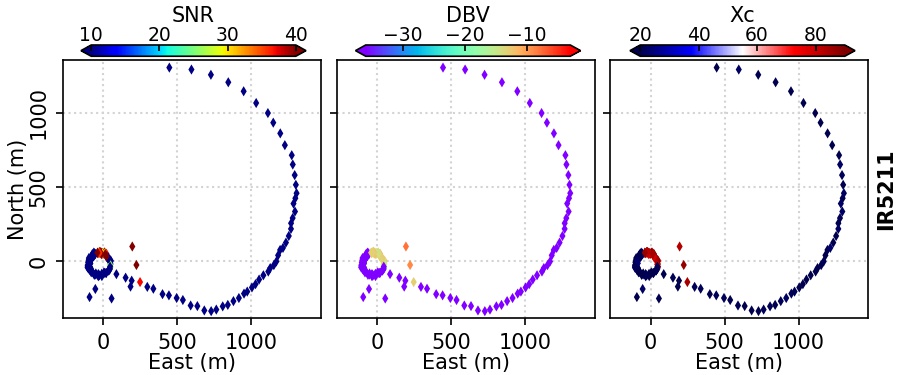 SNR DBV Xc
10 20 30 40 −30 −20 −10 20 40 60 80
1000
500
0
North (m)
IR5211
0 500 1000 0 500 1000 0 500 1000
East (m) East (m) East (m)